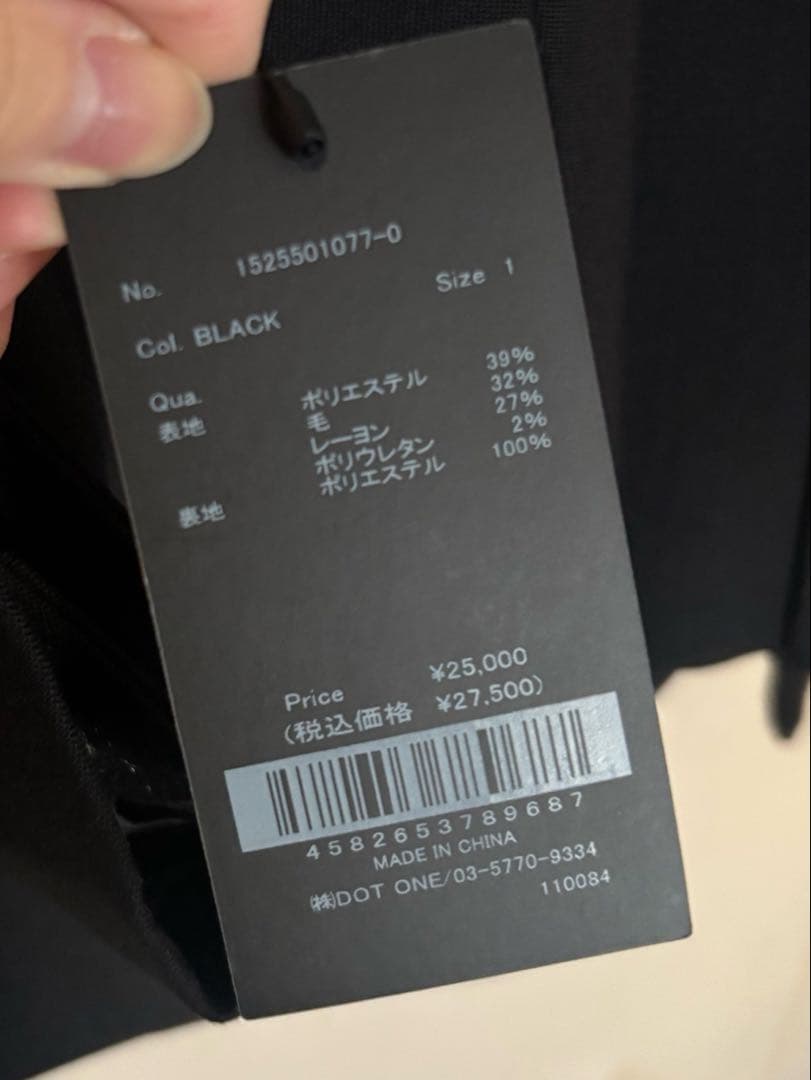 No. 1525501077-0
Col. BLACK Size 1
Qua.
表地 ポリエステル 39%
毛 32%
レーヨン 27%
ポリウレタン 2%
裏地 ポリエステル 100%
Price ¥25,000
(税込価格 ¥27,500)
4582653789687
MADE IN CHINA
㈱DOT ONE/03-5770-9334
110084